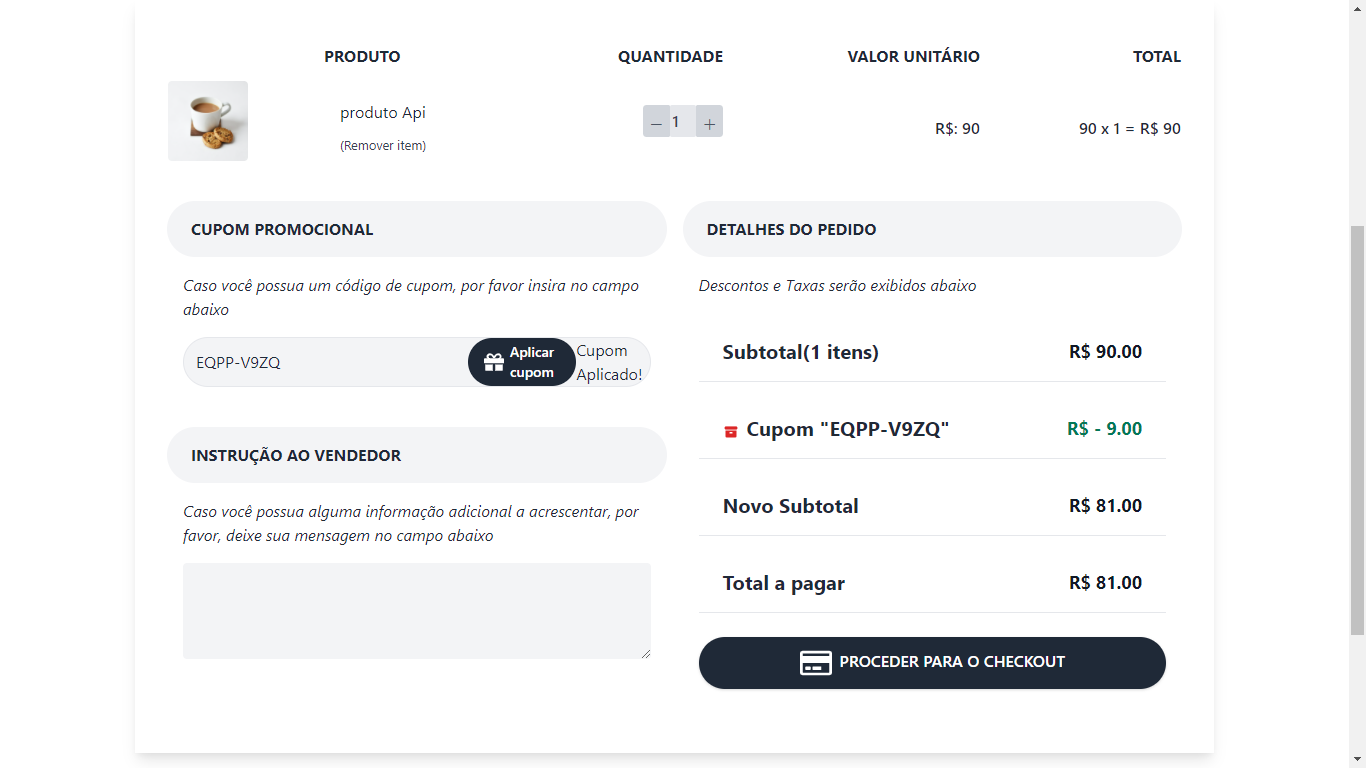 PRODUTO QUANTIDADE VALOR UNITÁRIO TOTAL
produto Api
(Remover item)
– 1 +
R$: 90
90 x 1 = R$ 90
CUPOM PROMOCIONAL
Caso você possua um código de cupom, por favor insira no campo
abaixo
EQPP-V9ZQ
Aplicar
cupom
Cupom
Aplicado!
INSTRUÇÃO AO VENDEDOR
Caso você possua alguma informação adicional a acrescentar, por
favor, deixe sua mensagem no campo abaixo
DETALHES DO PEDIDO
Descontos e Taxas serão exibidos abaixo
Subtotal(1 itens) R$ 90.00
Cupom "EQPP-V9ZQ" R$ - 9.00
Novo Subtotal R$ 81.00
Total a pagar R$ 81.00
PROCEDER PARA O CHECKOUT